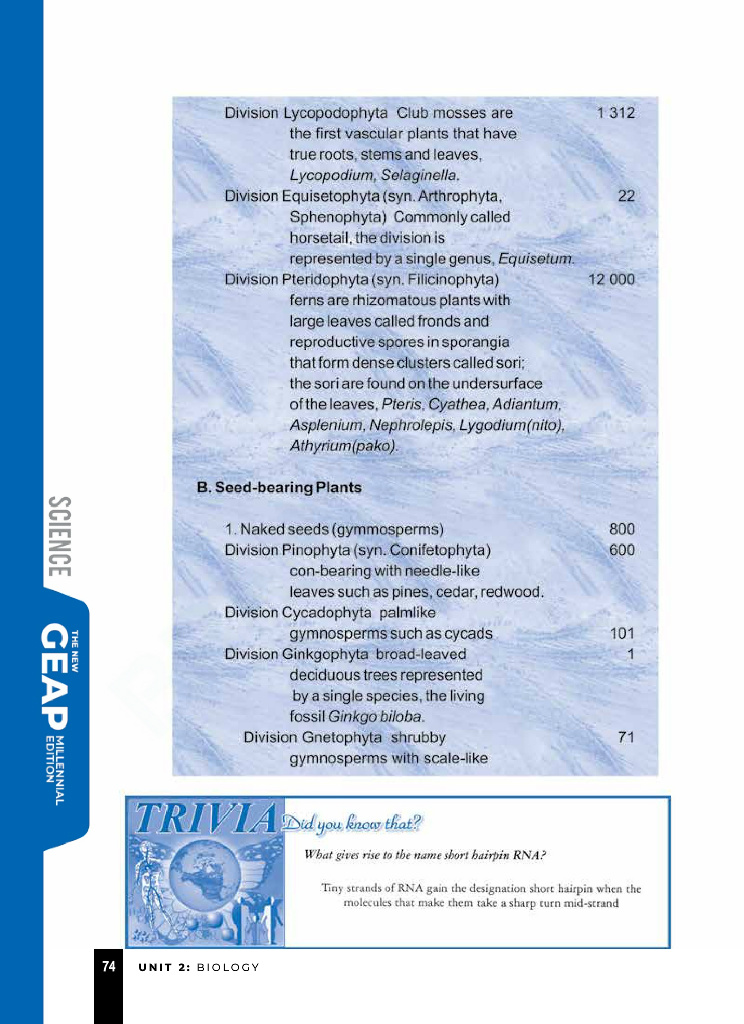 Division Lycopodophyta Club mosses are 1 312
the first vascular plants that have
true roots, stems and leaves,
Lycopodium, Selaginella.
Division Equisetophyta (syn. Arthrophyta, 22
Sphenophyta) Commonly called
horsetail, the division is
represented by a single genus, Equisetum.
Division Pteridophyta (syn. Filicinophyta) 12 000
ferns are rhizomatous plants with
large leaves called fronds and
reproductive spores in sporangia
that form dense clusters called sori;
the sori are found on the undersurface
of the leaves, Pteris, Cyathea, Adiantum,
Asplenium, Nephrolepis, Lygodium(nito),
Athyrium(pako).
B. Seed-bearing Plants
1. Naked seeds (gymmosperms) 800
Division Pinophyta (syn. Conifetophyta) 600
con-bearing with needle-like
leaves such as pines, cedar, redwood.
Division Cycadophyta palmlike
gymnosperms such as cycads 101
Division Ginkgophyta broad-leaved 1
deciduous trees represented
by a single species, the living
fossil Ginkgo biloba.
Division Gnetophyta shrubby 71
gymnosperms with scale-like
SCIENCE
THE NEW
GEAP
MILLENNIAL
EDITION
TRIVIA Did you know that?
What gives rise to the name short hairpin RNA?
Tiny strands of RNA gain the designation short hairpin when the
molecules that make them take a sharp turn mid-strand
74 UNIT 2: BIOLOGY